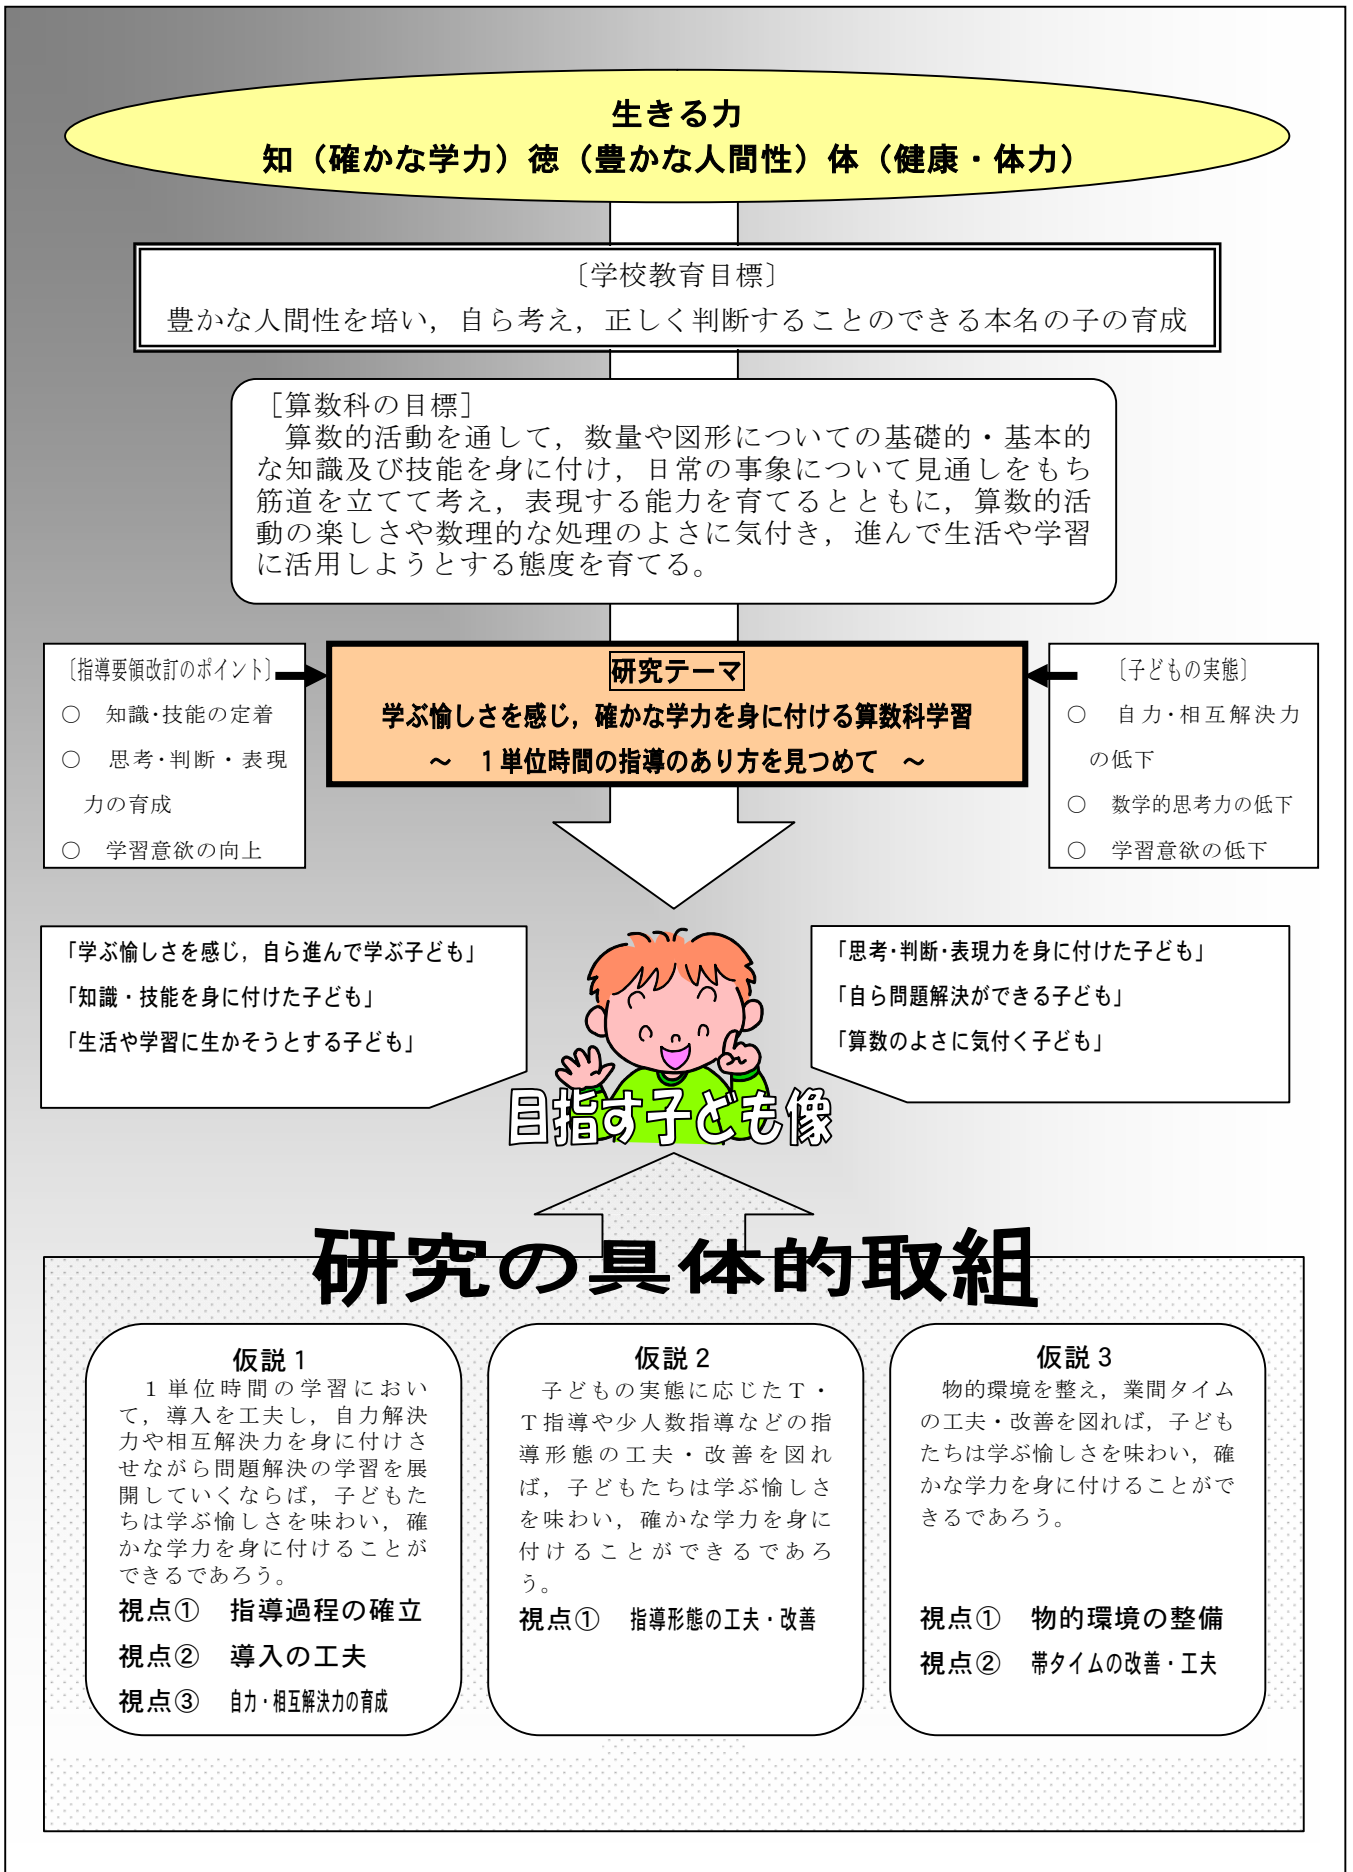 生きる力
知（確かな学力）徳（豊かな人間性）体（健康・体力）
〔学校教育目標〕
豊かな人間性を培い，自ら考え，正しく判断することのできる本名の子の育成
［算数科の目標］
算数的活動を通して，数量や図形についての基礎的・基本的
な知識及び技能を身に付け，日常の事象について見通しをもち
筋道を立てて考え，表現する能力を育てるとともに，算数的活
動の楽しさや数理的な処理のよさに気付き，進んで生活や学習
に活用しようとする態度を育てる。
〔指導要領改訂のポイント〕
○　知識・技能の定着
○　思考・判断・表現
力の育成
○　学習意欲の向上
研究テーマ
学ぶ愉しさを感じ，確かな学力を身に付ける算数科学習
～　１単位時間の指導のあり方を見つめて　～
〔子どもの実態〕
○　自力・相互解決力
の低下
○　数学的思考力の低下
○　学習意欲の低下
「学ぶ愉しさを感じ，自ら進んで学ぶ子ども」
「知識・技能を身に付けた子ども」
「生活や学習に生かそうとする子ども」
「思考・判断・表現力を身に付けた子ども」
「自ら問題解決ができる子ども」
「算数のよさに気付く子ども」
目指す子ども像
研究の具体的取組
仮説１
１単位時間の学習におい
て，導入を工夫し，自力解決
力や相互解決力を身に付けさ
せながら問題解決の学習を展
開していくならば，子どもた
ちは学ぶ愉しさを味わい，確
かな学力を身に付けることが
できるであろう。
視点①　指導過程の確立
視点②　導入の工夫
視点③　自力・相互解決力の育成
仮説２
子どもの実態に応じたＴ・
Ｔ指導や少人数指導などの指
導形態の工夫・改善を図れ
ば，子どもたちは学ぶ愉しさ
を味わい，確かな学力を身に
付けることができるであろ
う。
視点①　指導形態の工夫・改善
仮説３
物的環境を整え，業間タイム
の工夫・改善を図れば，子ども
たちは学ぶ愉しさを味わい，確
かな学力を身に付けることがで
きるであろう。
視点①　物的環境の整備
視点②　帯タイムの改善・工夫